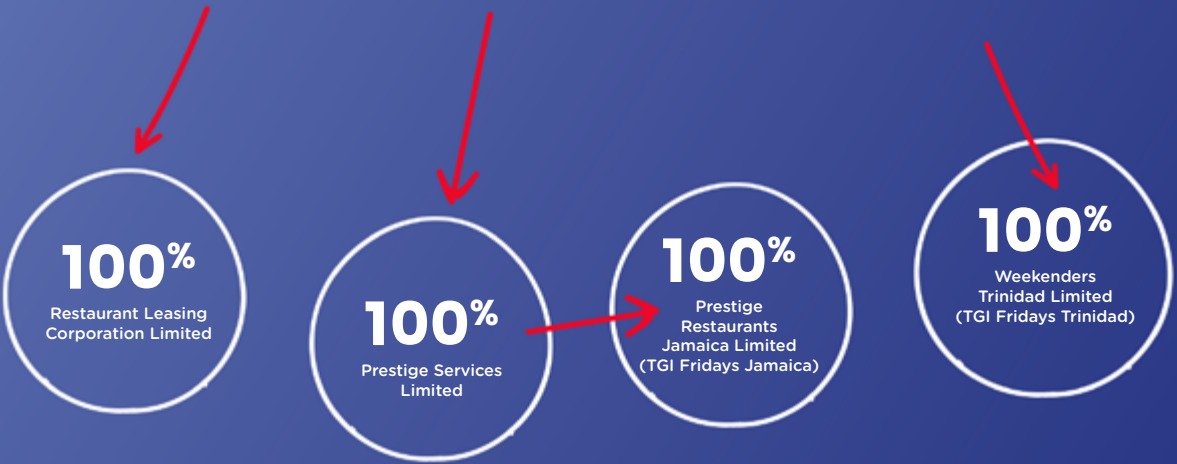 100%
Restaurant Leasing
Corporation Limited
100%
Prestige Services
Limited
100%
Prestige
Restaurants
Jamaica Limited
(TGI Fridays Jamaica)
100%
Weekenders
Trinidad Limited
(TGI Fridays Trinidad)